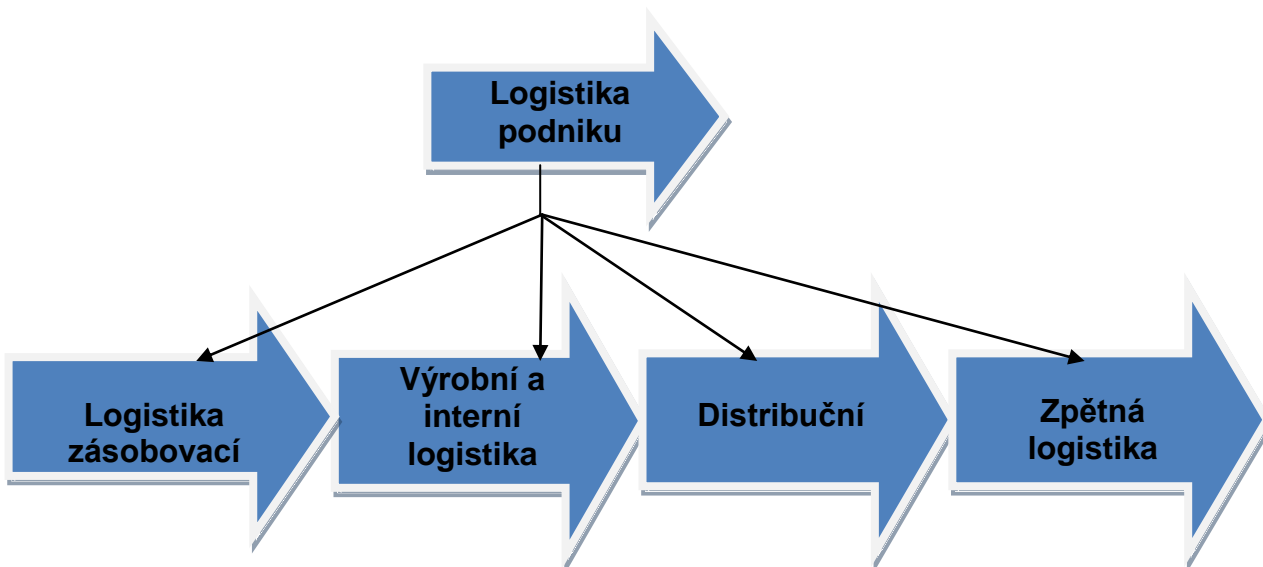 Logistika
podniku
Logistika
zásobovací
Výrobní a
interní
logistika
Distribuční
Zpětná
logistika